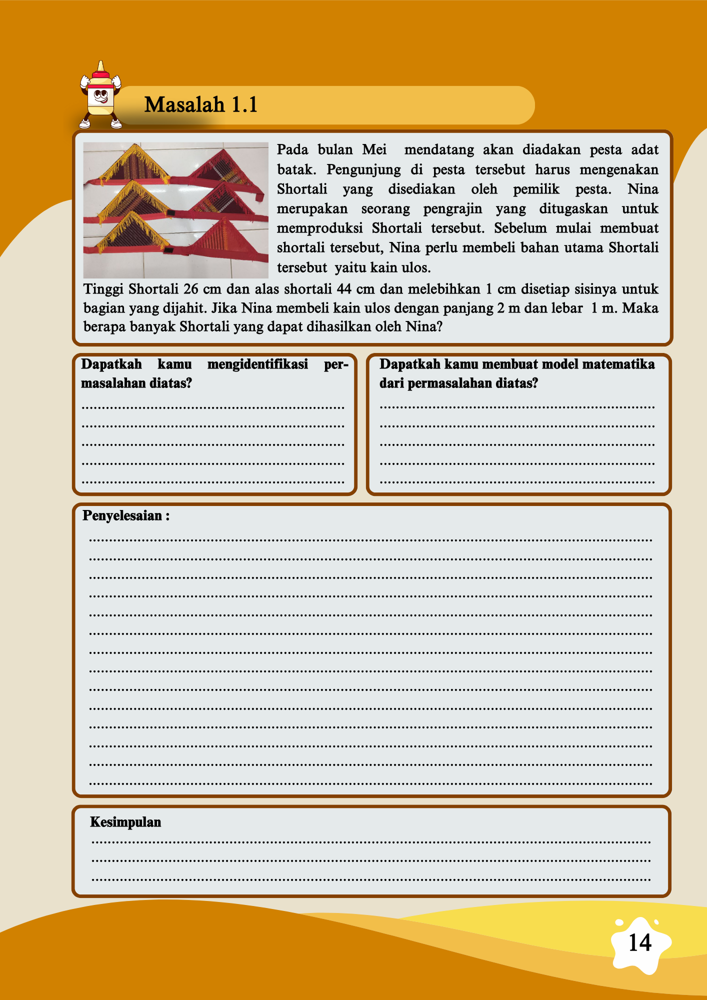 Masalah 1.1
Pada bulan Mei mendatang akan diadakan pesta adat
batak. Pengunjung di pesta tersebut harus mengenakan
Shortali yang disediakan oleh pemilik pesta. Nina
merupakan seorang pengrajin yang ditugaskan untuk
memproduksi Shortali tersebut. Sebelum mulai membuat
shortali tersebut, Nina perlu membeli bahan utama Shortali
tersebut yaitu kain ulos.
Tinggi Shortali 26 cm dan alas shortali 44 cm dan melebihkan 1 cm disetiap sisinya untuk
bagian yang dijahit. Jika Nina membeli kain ulos dengan panjang 2 m dan lebar 1 m. Maka
berapa banyak Shortali yang dapat dihasilkan oleh Nina?
Dapatkah kamu mengidentifikasi per-
masalahan diatas?
Dapatkah kamu membuat model matematika
dari permasalahan diatas?
Penyelesaian :
Kesimpulan
14